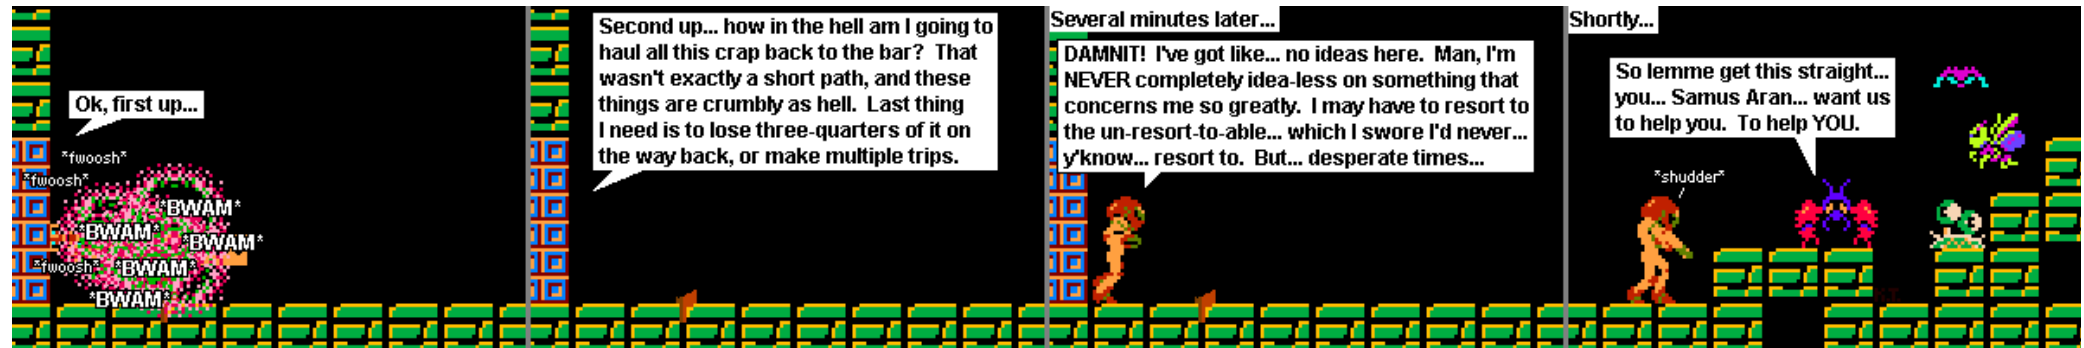 Ok, first up...
*fwoosh*
*fwoosh*
*BWAM*
*BWAM*
*BWAM*
*fwoosh*
*BWAM*
*BWAM*
Second up... how in the hell am I going to
haul all this crap back to the bar?  That
wasn't exactly a short path, and these
things are crumbly as hell.  Last thing
I need is to lose three-quarters of it on
the way back, or make multiple trips.
Several minutes later...
DAMNIT!  I've got like... no ideas here.  Man, I'm
NEVER completely idea-less on something that
concerns me so greatly.  I may have to resort to
the un-resort-to-able... which I swore I'd never...
y'know... resort to.  But... desperate times...
Shortly...
So lemme get this straight...
you... Samus Aran... want us
to help you.  To help YOU.
*shudder*